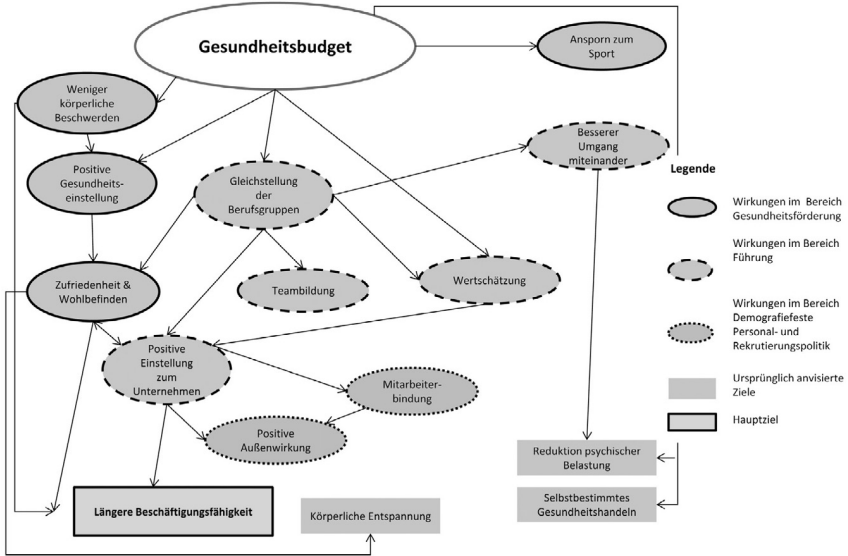 Gesundheitsbudget
Ansporn zum
Sport
Weniger
körperliche
Beschwerden
Besserer
Umgang
miteinander
Positive
Gesundheits-
einstellung
Gleichstellung
der
Berufsgruppen
Zufriedenheit &
Wohlbefinden
Teambildung
Wertschätzung
Positive
Einstellung
zum
Unternehmen
Mitarbeiter-
bindung
Positive
Außenwirkung
Reduktion psychischer
Belastung
Längere Beschäftigungsfähigkeit
Körperliche Entspannung
Selbstbestimmtes
Gesundheitshandeln
Legende
Wirkungen im Bereich
Gesundheitsförderung
Wirkungen im Bereich
Führung
Wirkungen im Bereich
Demografiefeste
Personal- und
Rekrutierungspolitik
Ursprünglich anvisierte
Ziele
Hauptziel